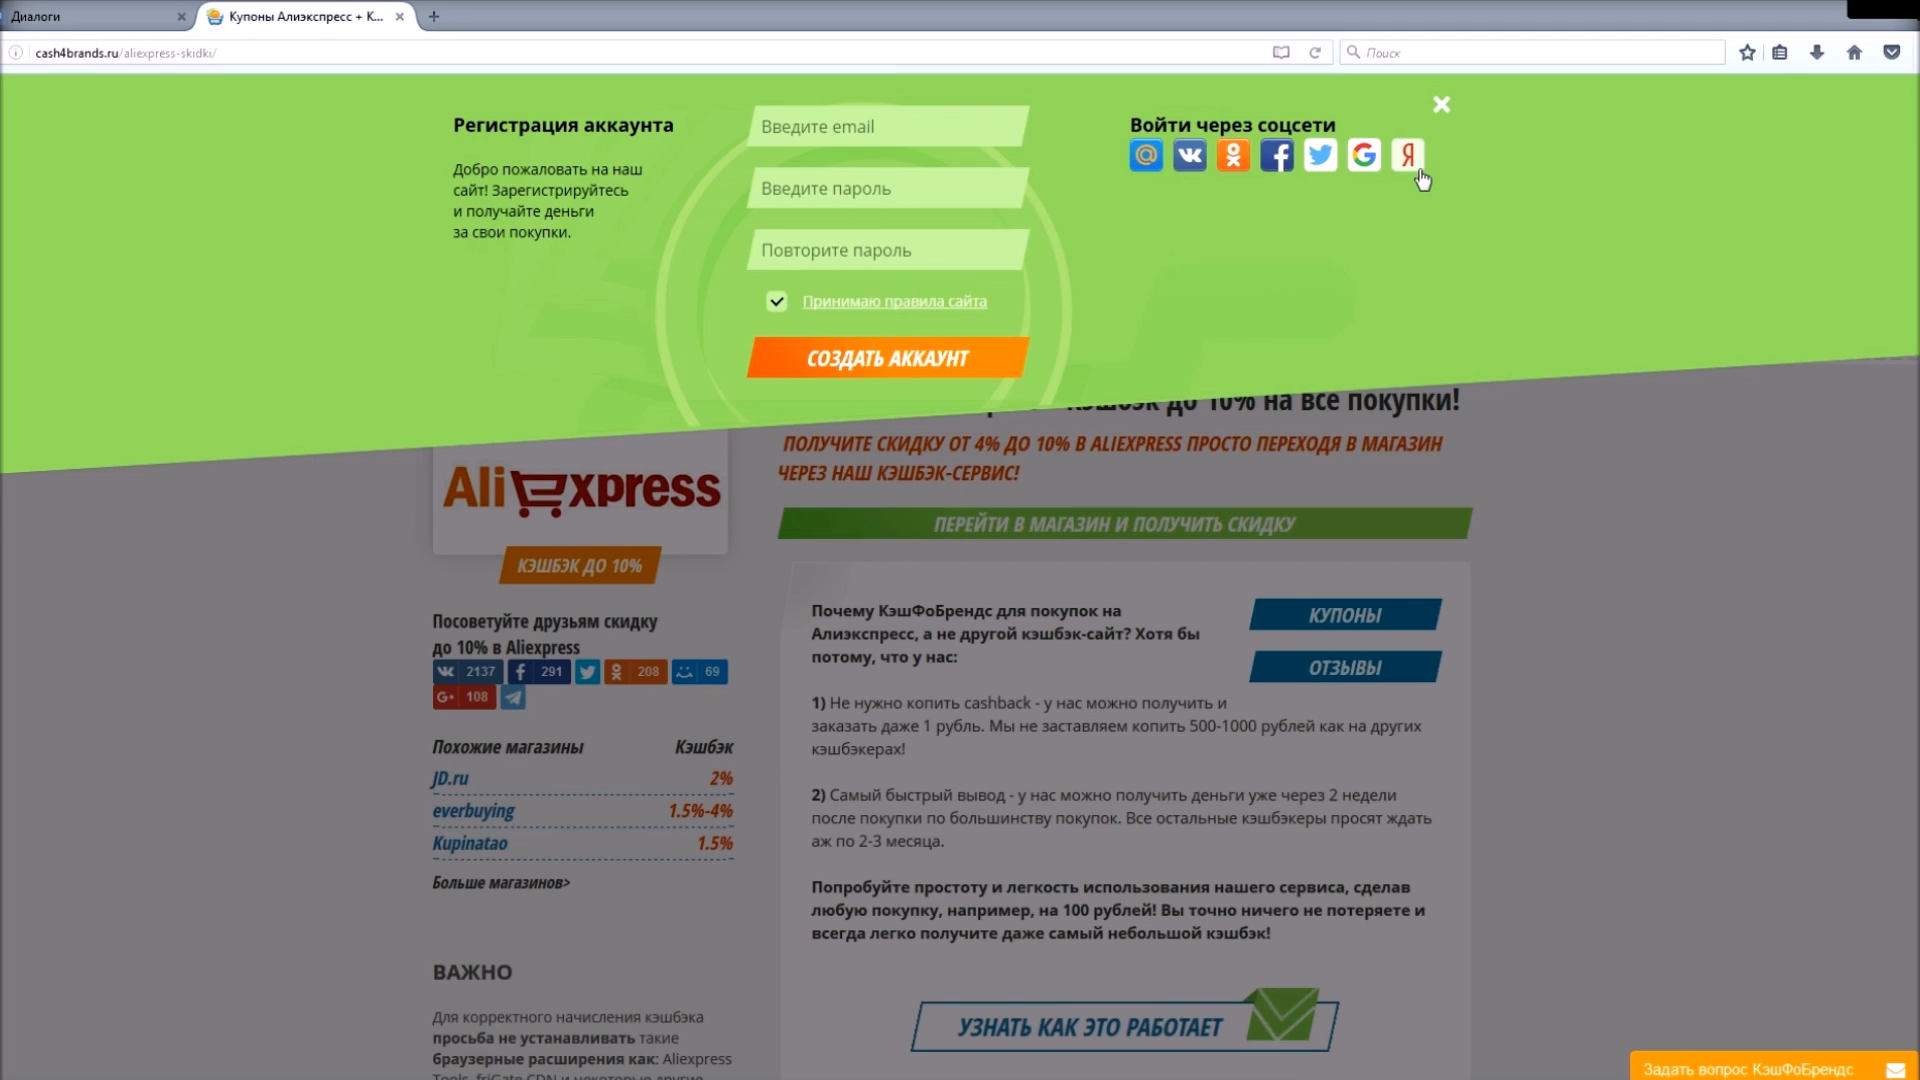 Диалоги
Купоны Алиэкспресс + К...
cash4brands.ru/aliexpress-skidki/
Поиск
Регистрация аккаунта
Добро пожаловать на наш
сайт! Зарегистрируйтесь
и получайте деньги
за свои покупки.
Введите email
Введите пароль
Повторите пароль
Принимаю правила сайта
СОЗДАТЬ АККАУНТ
Войти через соцсети
кэшбэк до 10% на все покупки!
ПОЛУЧИТЕ СКИДКУ ОТ 4% ДО 10% В ALIEXPRESS ПРОСТО ПЕРЕХОДЯ В МАГАЗИН
ЧЕРЕЗ НАШ КЭШБЭК-СЕРВИС!
ПЕРЕЙТИ В МАГАЗИН И ПОЛУЧИТЬ СКИДКУ
AliExpress
КЭШБЭК ДО 10%
Посоветуйте друзьям скидку
до 10% в Aliexpress
2137 291 208 69
G+ 108
Похожие магазины Кэшбэк
JD.ru 2%
everbuying 1.5%-4%
Kupinatao 1.5%
Больше магазинов>
ВАЖНО
Для корректного начисления кэшбэка
просьба не устанавливать такие
браузерные расширения как: Aliexpress
Tools, friGate CDN и некоторые другие
Почему КэшФоБрендс для покупок на
Алиэкспресс, а не другой кэшбэк-сайт? Хотя бы
потому, что у нас:
КУПОНЫ
ОТЗЫВЫ
1) Не нужно копить cashback - у нас можно получить и
заказать даже 1 рубль. Мы не заставляем копить 500-1000 рублей как на других
кэшбэкерах!
2) Самый быстрый вывод - у нас можно получить деньги уже через 2 недели
после покупки по большинству покупок. Все остальные кэшбэкеры просят ждать
аж по 2-3 месяца.
Попробуйте простоту и легкость использования нашего сервиса, сделав
любую покупку, например, на 100 рублей! Вы точно ничего не потеряете и
всегда легко получите даже самый небольшой кэшбэк!
УЗНАТЬ КАК ЭТО РАБОТАЕТ
Задать вопрос КэшФоБрендс